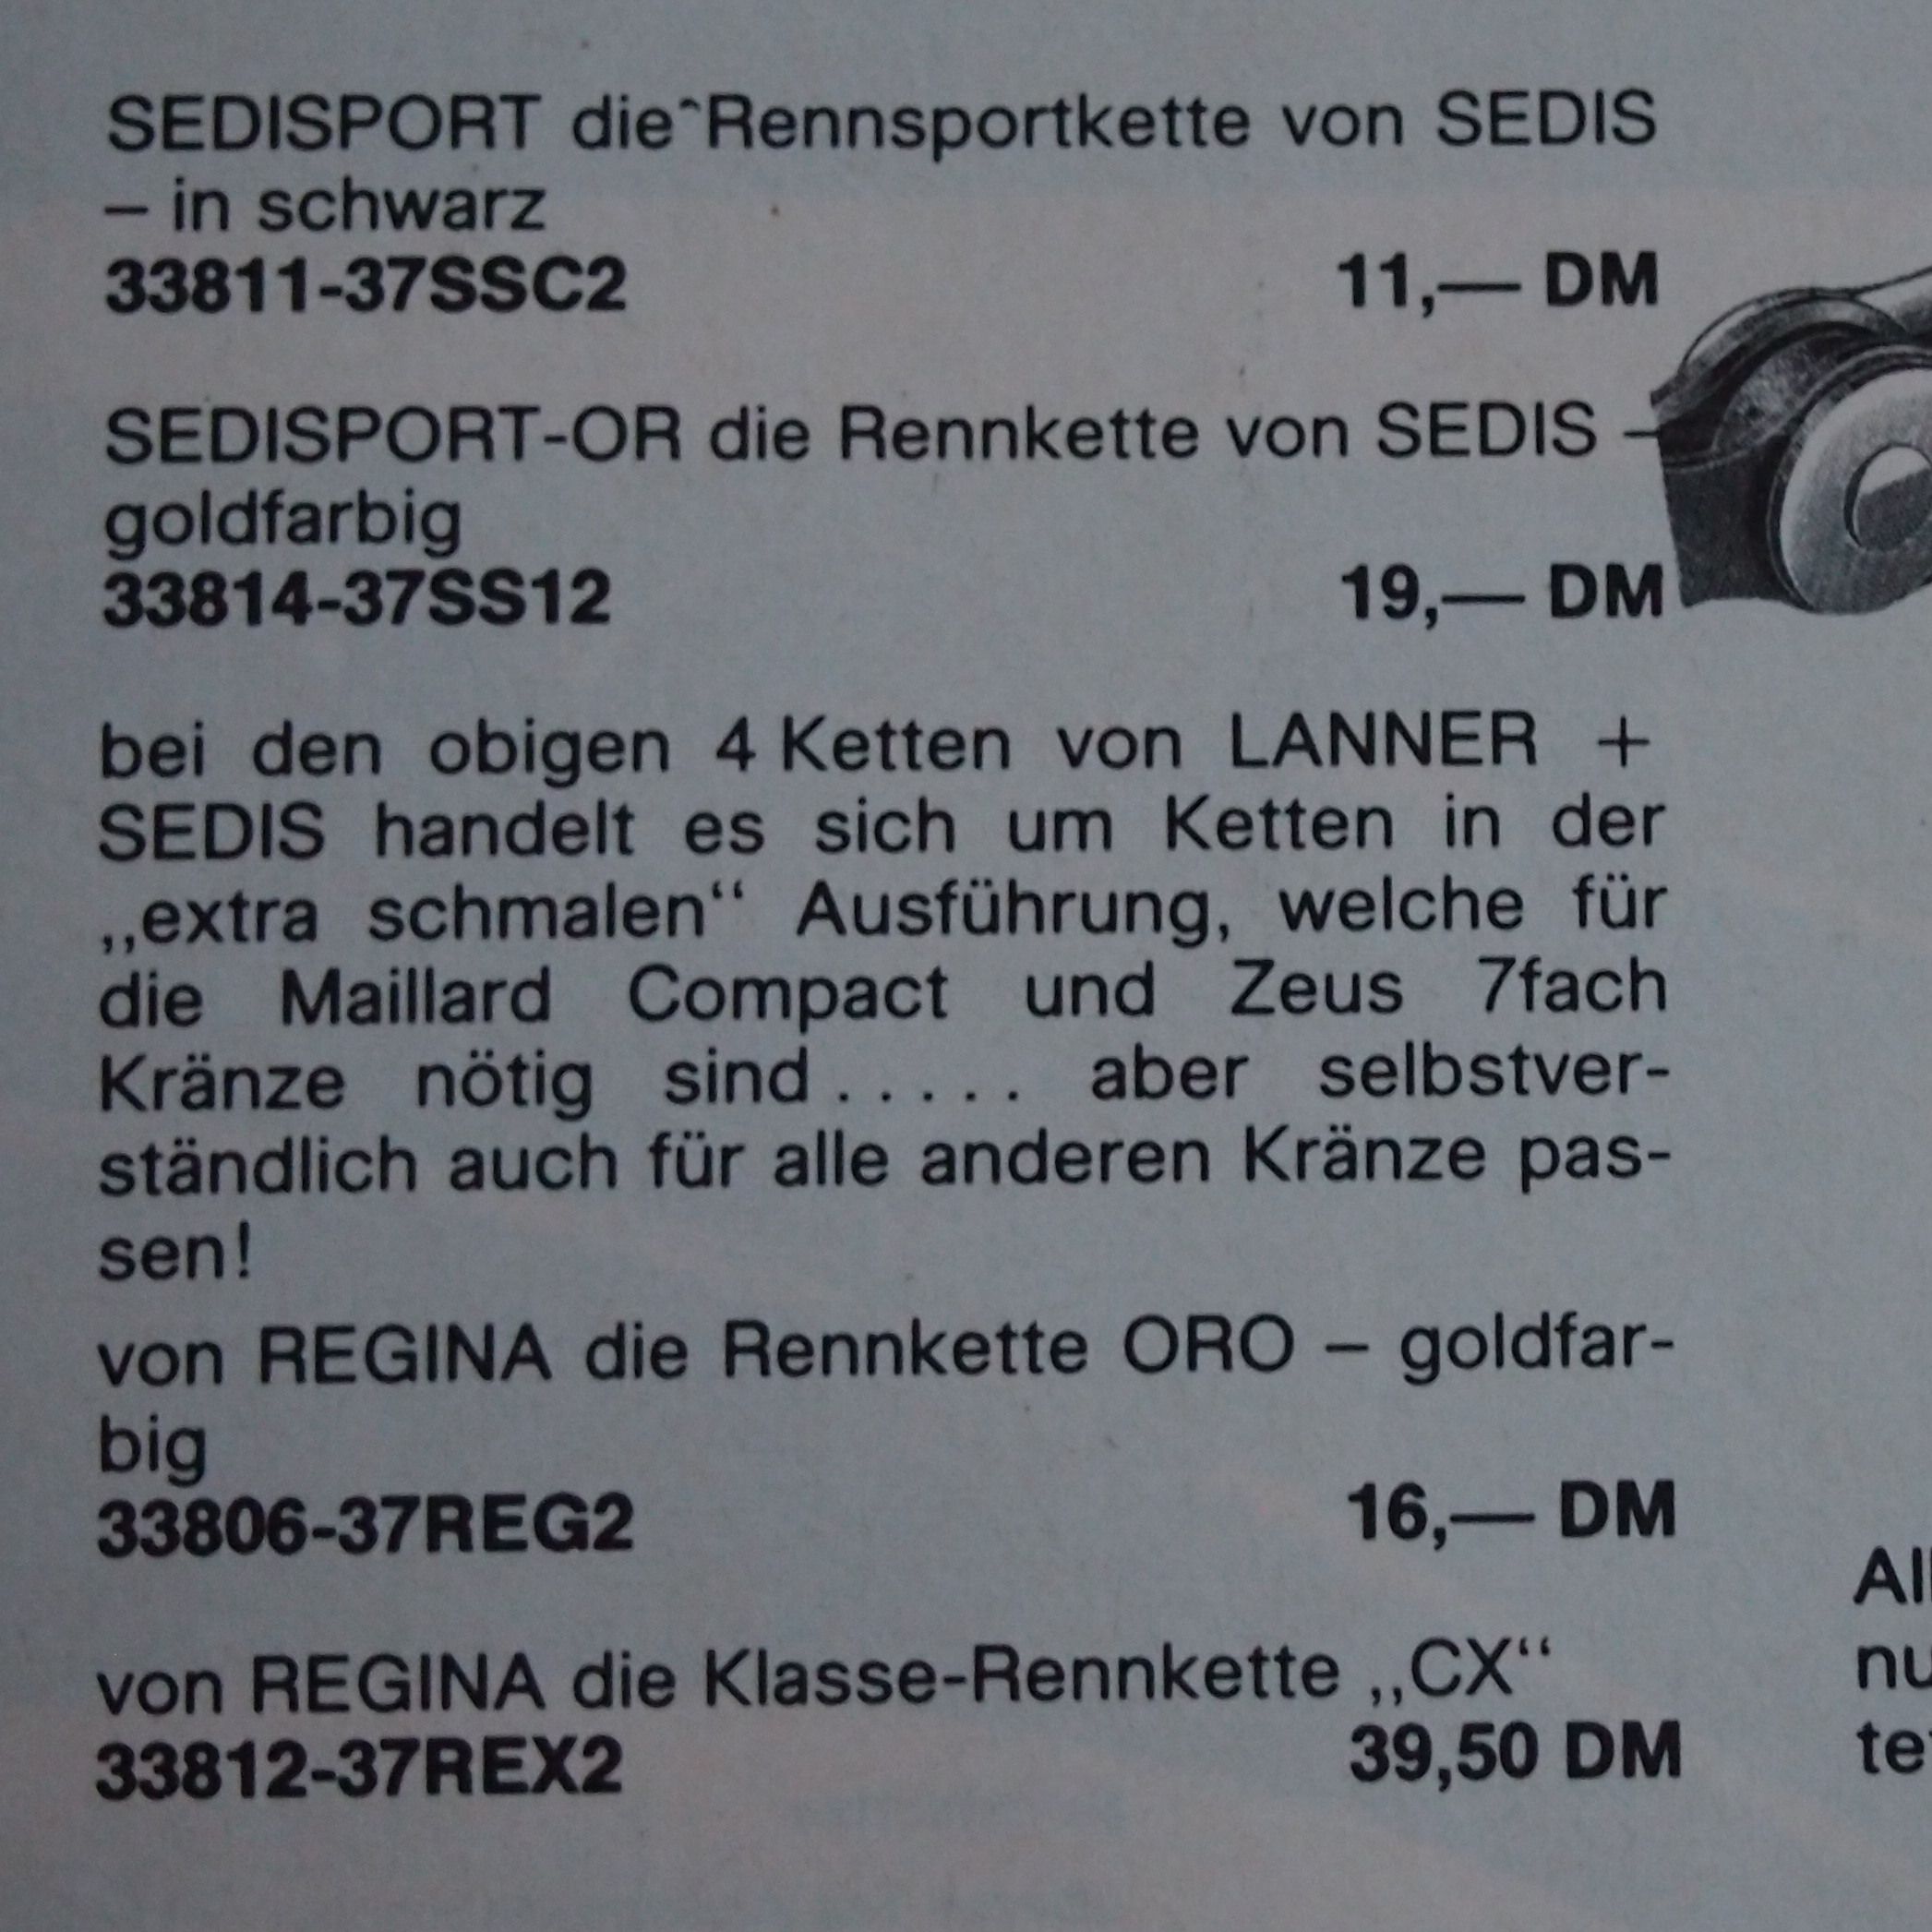 SEDISPORT die Rennsportkette von SEDIS
– in schwarz
33811-37SSC2 11,— DM
SEDISPORT-OR die Rennkette von SEDIS –
goldfarbig
33814-37SS12 19,— DM
bei den obigen 4 Ketten von LANNER +
SEDIS handelt es sich um Ketten in der
„extra schmalen“ Ausführung, welche für
die Maillard Compact und Zeus 7fach
Kränze nötig sind . . . . . aber selbstver-
ständlich auch für alle anderen Kränze pas-
sen!
von REGINA die Rennkette ORO – goldfar-
big
33806-37REG2 16,— DM
von REGINA die Klasse-Rennkette „CX“
33812-37REX2 39,50 DM